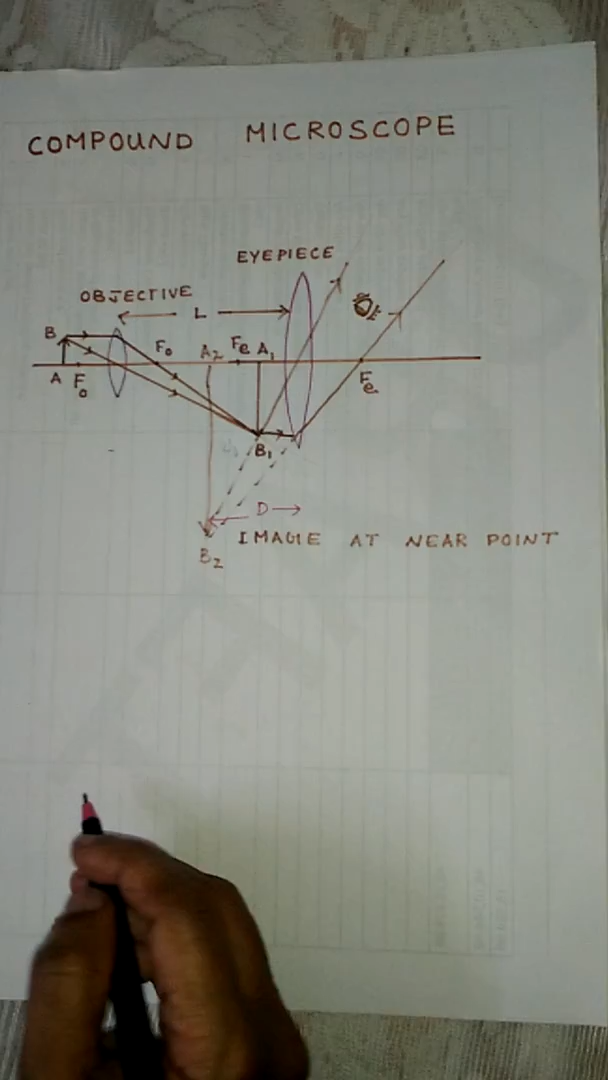 COMPOUND MICROSCOPE
EYEPIECE
OBJECTIVE
L
B
Fo
A2
Fe
A1
A
Fo
Fe
B1
D
IMAGE AT NEAR POINT
B2